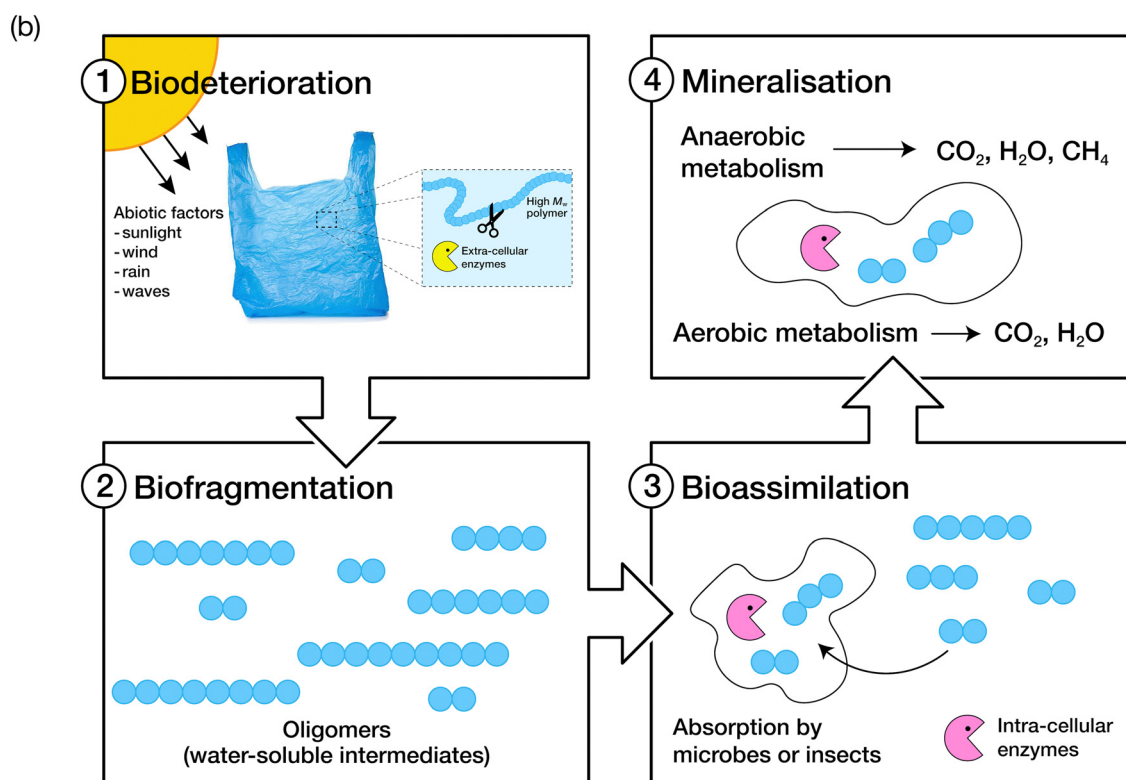 (b)
1 Biodeterioration
Abiotic factors
- sunlight
- wind
- rain
- waves
High Mw
polymer
Extra-cellular
enzymes
2 Biofragmentation
Oligomers
(water-soluble intermediates)
3 Bioassimilation
Absorption by
microbes or insects
Intra-cellular
enzymes
4 Mineralisation
Anaerobic
metabolism
CO₂, H₂O, CH₄
Aerobic metabolism
CO₂, H₂O